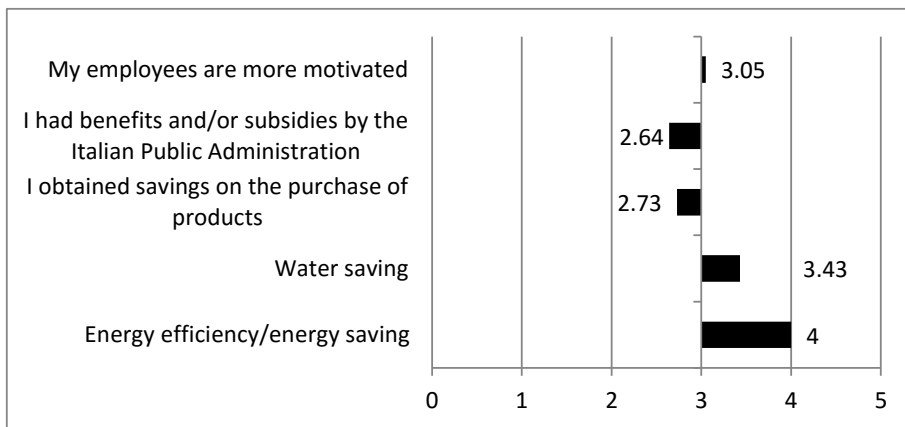 My employees are more motivated
3.05
I had benefits and/or subsidies by the
Italian Public Administration
2.64
I obtained savings on the purchase of
products
2.73
Water saving
3.43
Energy efficiency/energy saving
4
0 1 2 3 4 5